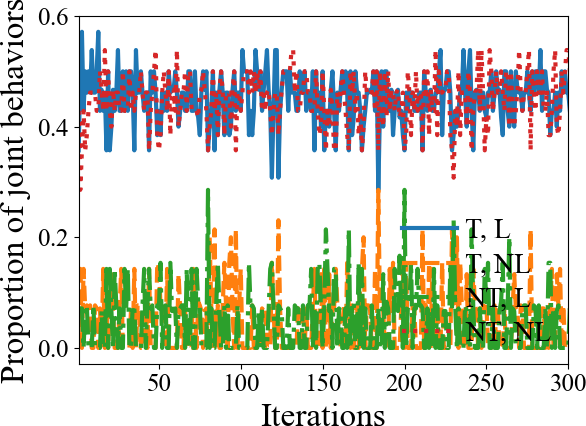 Proportion of joint behaviors
0.6
0.4
0.2
0.0
T, L
T, NL
NT, L
NT, NL
50
100
150
200
250
300
Iterations